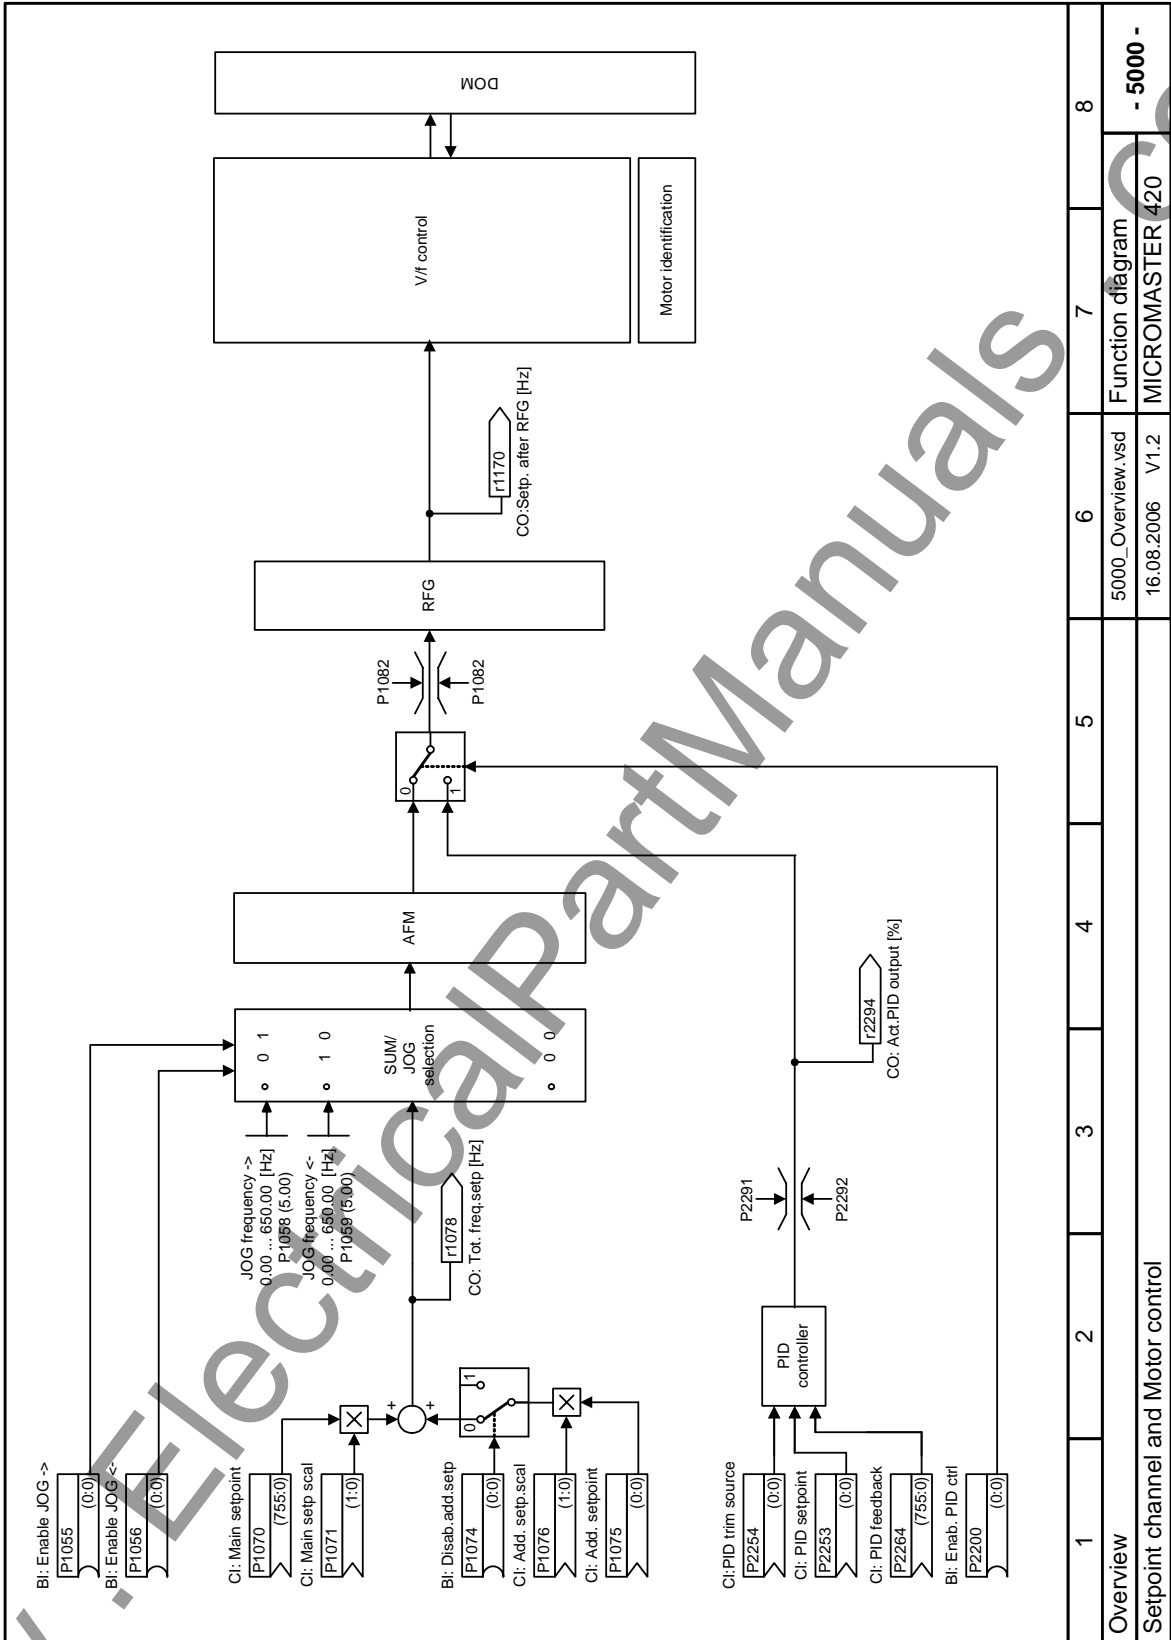 BI: Enable JOG ->
P1055
(0:0)
BI: Enable JOG <-
P1056
(0:0)
CI: Main setpoint
P1070
(755:0)
CI: Main setp scal
P1071
(1:0)
BI: Disab.add.setp
P1074
(0:0)
CI: Add. setp.scal
P1076
(1:0)
CI: Add. setpoint
P1075
(0:0)
CI:PID trim source
P2254
(0:0)
CI: PID setpoint
P2253
(0:0)
CI: PID feedback
P2264
(755:0)
BI: Enab. PID ctrl
P2200
(0:0)
+
+
0
1
PID
controller
JOG frequency ->
0.00 ... 650.00 [Hz]
P1058 (5.00)
JOG frequency <-
0.00 ... 650.00 [Hz]
P1059 (5.00)
r1078
CO: Tot. freq.setp [Hz]
P2291
P2292
0 1
1 0
SUM/
JOG
selection
0 0
r2294
CO: Act.PID output [%]
AFM
0
1
P1082
P1082
RFG
r1170
CO:Setp. after RFG [Hz]
V/f control
Motor identification
DOM
1 2 3 4 5 6 7 8
Overview
5000_Overview.vsd
Function diagram
- 5000 -
Setpoint channel and Motor control
16.08.2006 V1.2
MICROMASTER 420
. ElectricalPartManuals . c